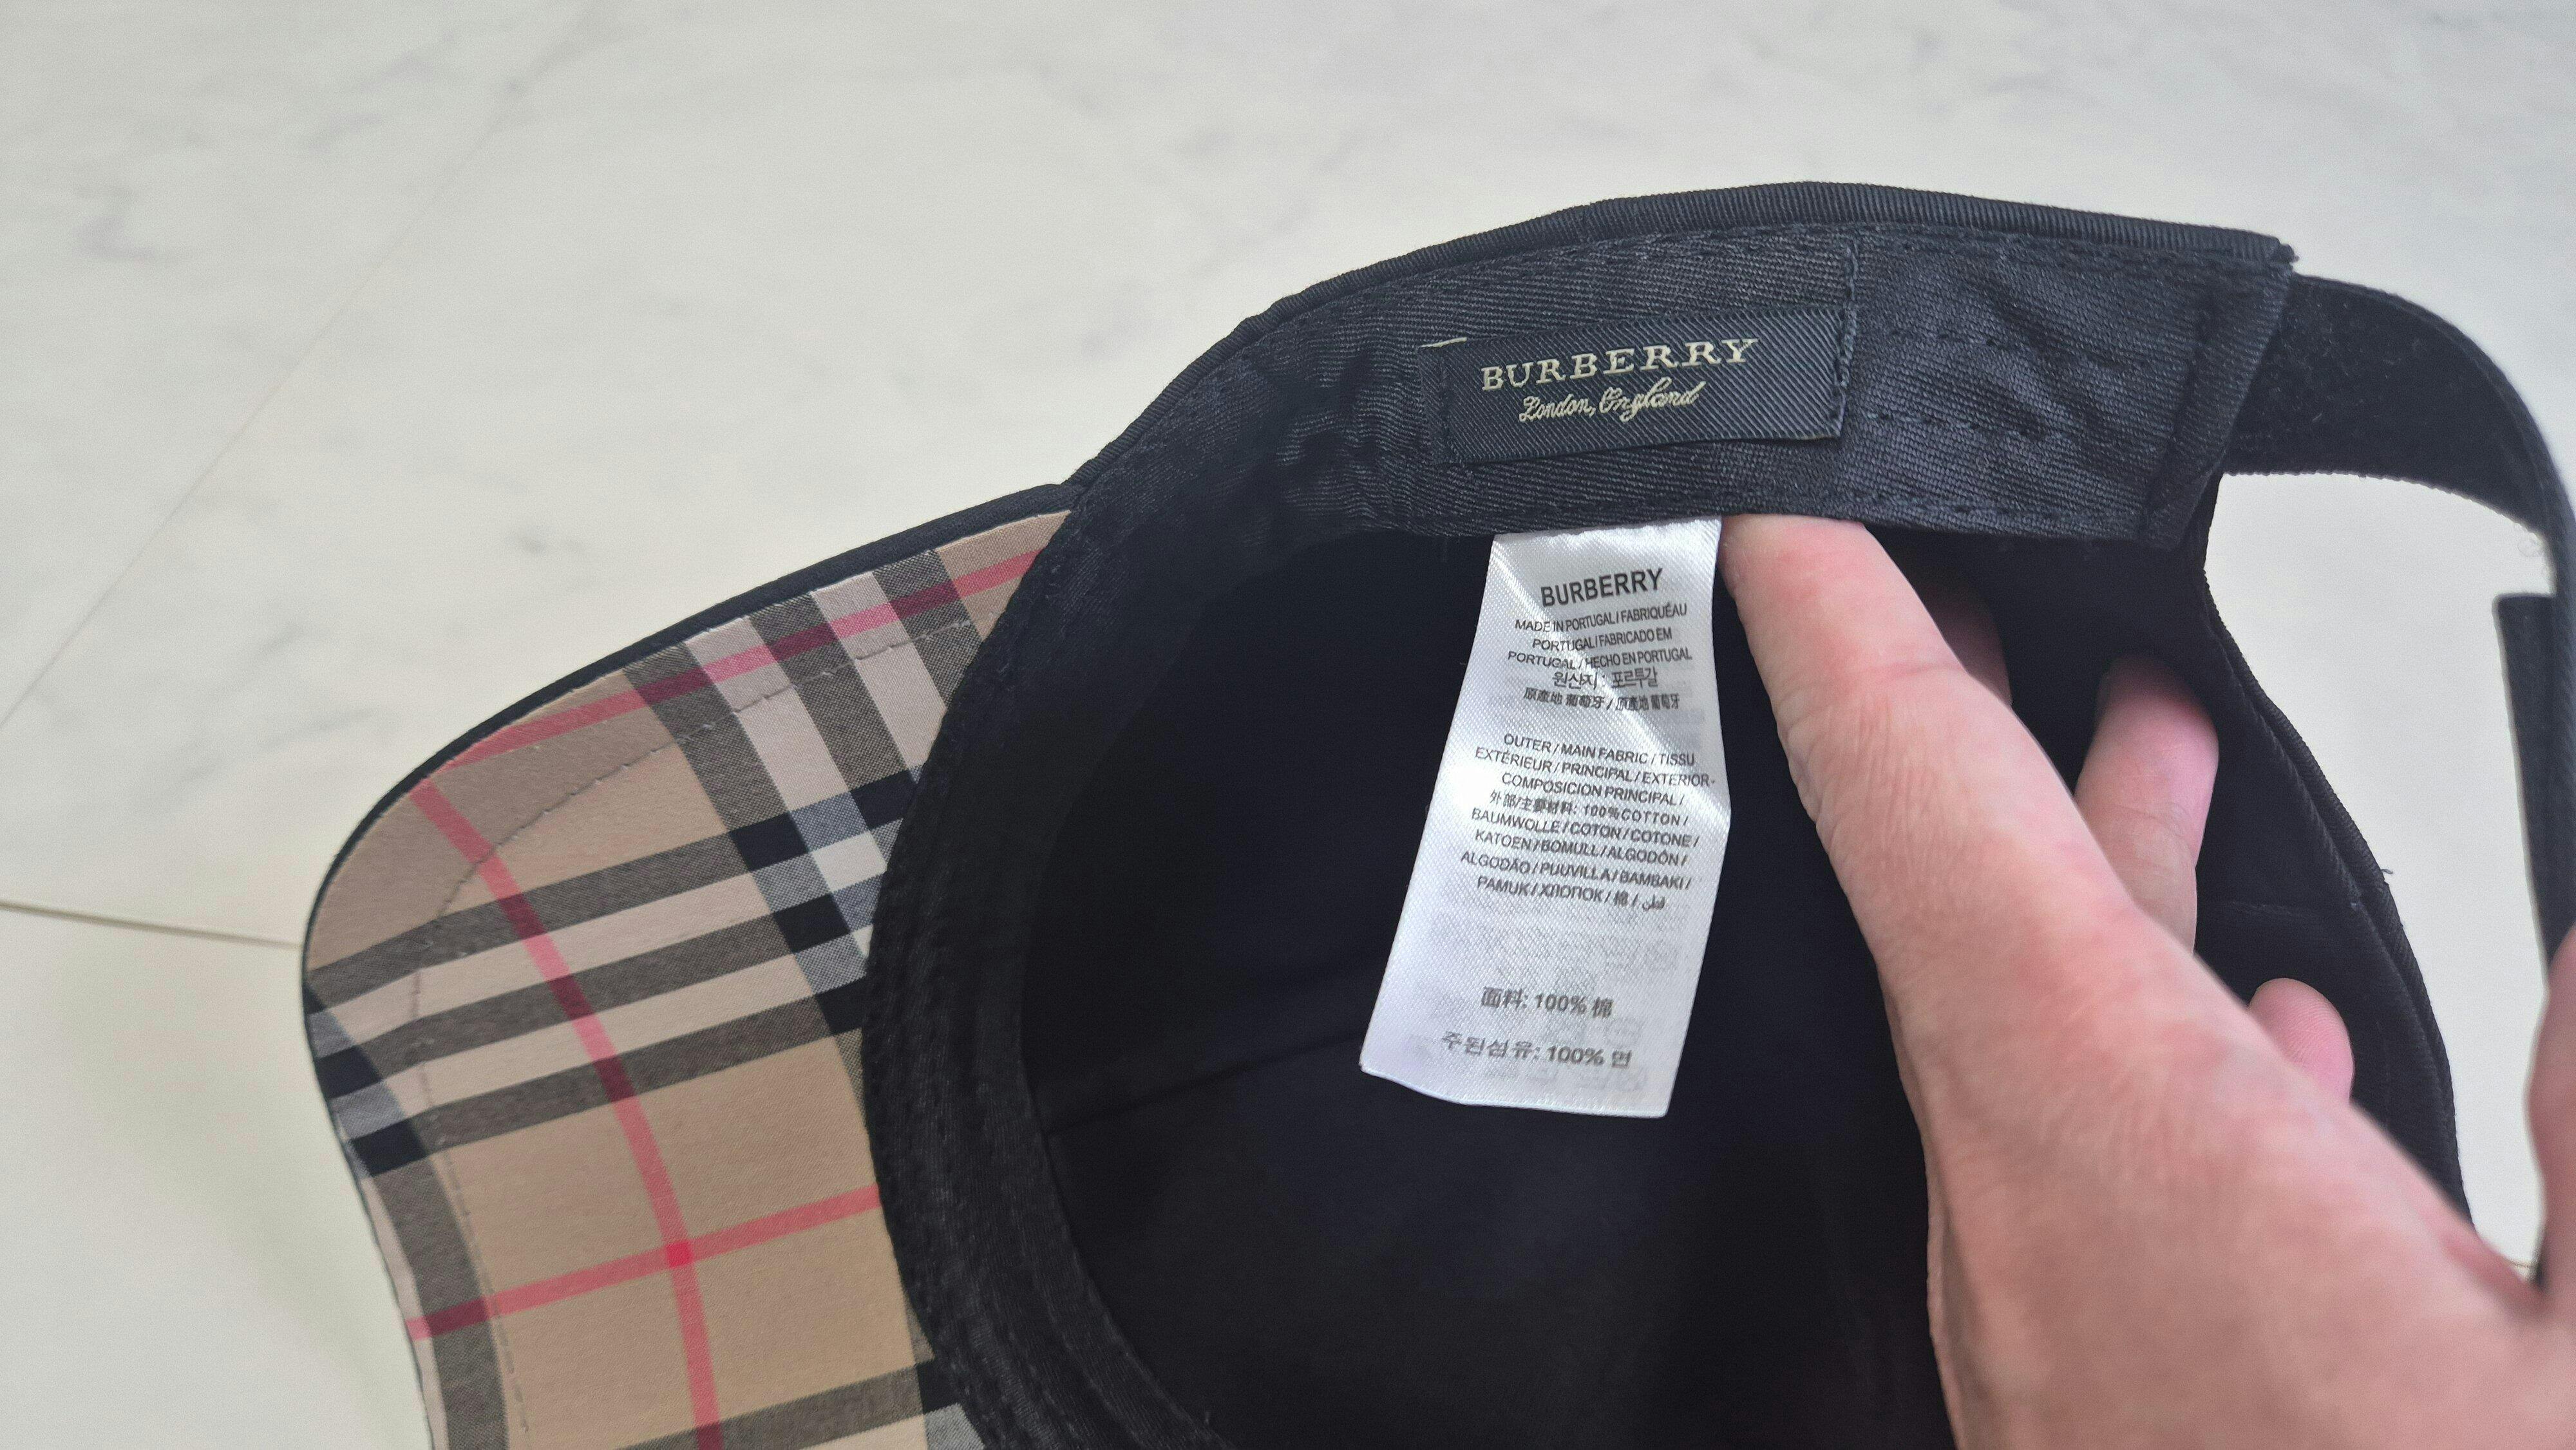 BURBERRY
London, England
BURBERRY
MADE IN PORTUGAL / FABRIQUÉAU
PORTUGAL / FABRICADO EM
PORTUGAL / HECHO EN PORTUGAL
원산지 : 포르투갈
原產地 葡萄牙 / 原產地 葡萄牙
OUTER / MAIN FABRIC / TISSU
EXTÉRIEUR / PRINCIPAL / EXTERIOR-
COMPOSICION PRINCIPAL /
外部/主要材料: 100% COTTON /
BAUMWOLLE / COTON / COTONE /
KATOEN / BOMULL / ALGODÓN /
ALGODÃO / PUUVILLA / BAMBAKI /
PAMUK / ХЛОПОК / 棉 / قطن
面料: 100% 棉
주된섬유: 100% 면